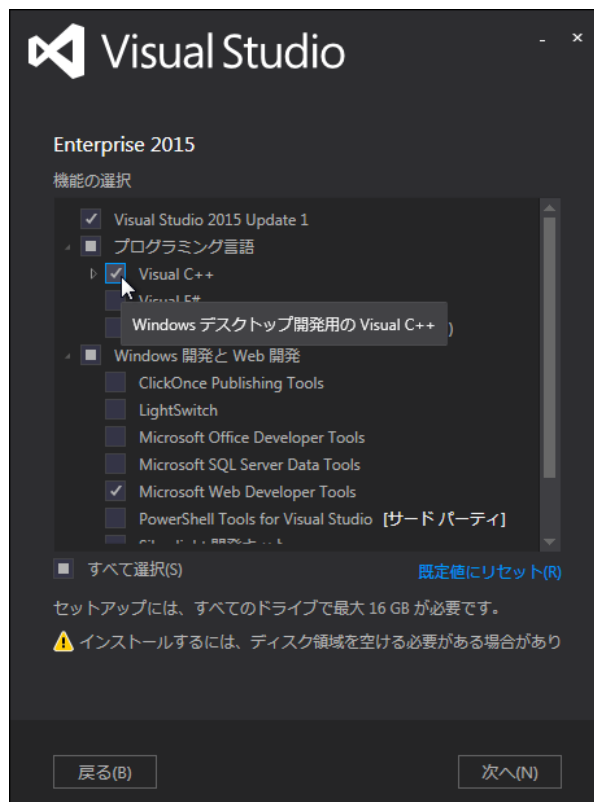 Visual Studio
Enterprise 2015
機能の選択
Visual Studio 2015 Update 1
プログラミング言語
Visual C++
Windows デスクトップ開発用の Visual C++
)
Windows 開発と Web 開発
ClickOnce Publishing Tools
LightSwitch
Microsoft Office Developer Tools
Microsoft SQL Server Data Tools
Microsoft Web Developer Tools
PowerShell Tools for Visual Studio [サード パーティ]
すべて選択(S)
既定値にリセット(R)
セットアップには、すべてのドライブで最大 16 GB が必要です。
インストールするには、ディスク領域を空ける必要がある場合があり
戻る(B)
次へ(N)